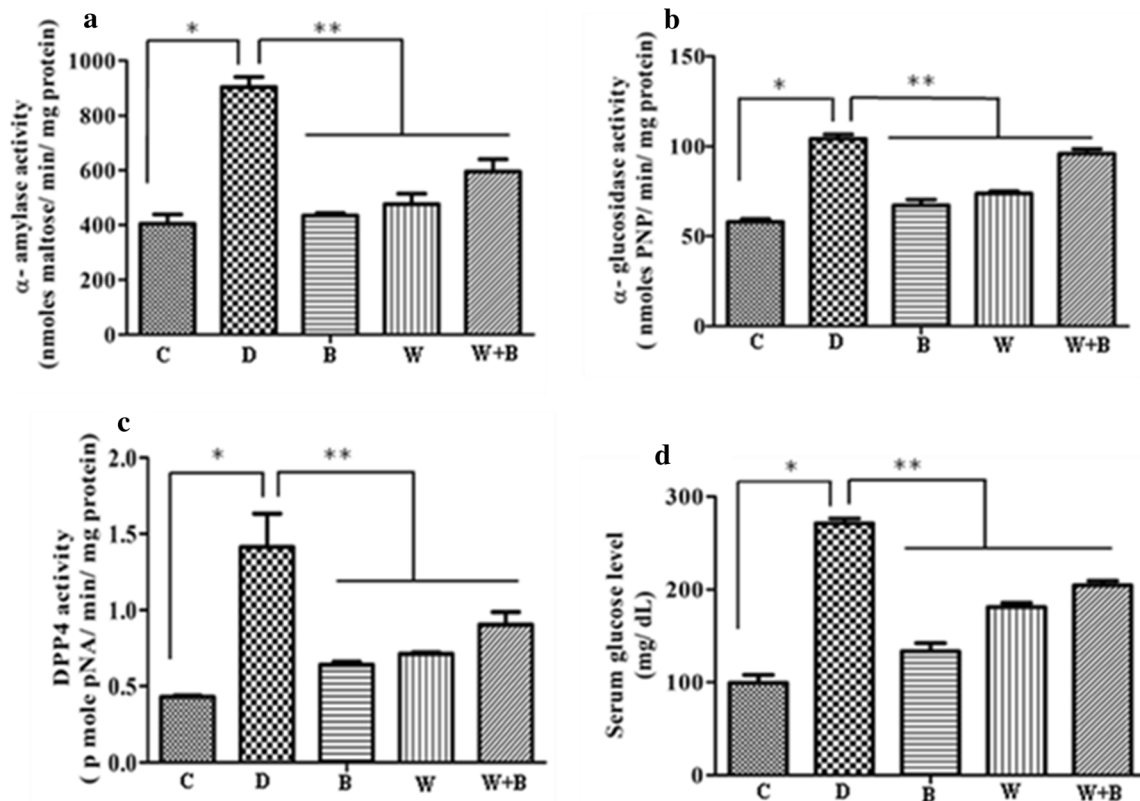 a
* **
α- amylase activity
(nmoles maltose/ min/ mg protein)
1000
800
600
400
200
0
C D B W W+B
b
* **
α- glucosidase activity
( nmoles PNP/ min/ mg protein)
150
100
50
0
C D B W W+B
c
* **
DPP4 activity
( p mole pNA/ min/ mg protein)
2.0
1.5
1.0
0.5
0.0
C D B W W+B
d
* **
Serum glucose level
(mg/ dL)
300
200
100
0
C D B W W+B